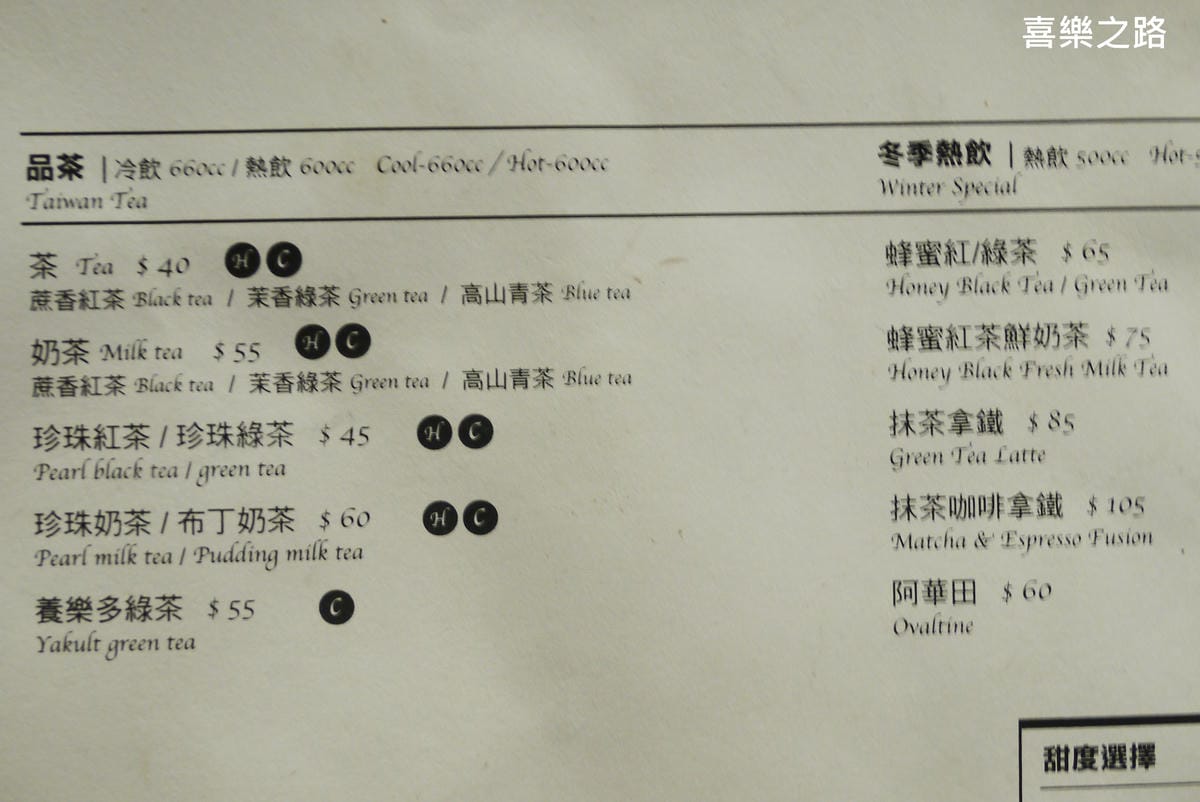 喜樂之路
品茶 | 冷飲 660cc / 熱飲 600cc Cool-660cc / Hot-600cc
Taiwan Tea
茶 Tea $ 40 H C
蔗香紅茶 Black tea / 茉香綠茶 Green tea / 高山青茶 Blue tea
奶茶 Milk tea $ 55 H C
蔗香紅茶 Black tea / 茉香綠茶 Green tea / 高山青茶 Blue tea
珍珠紅茶 / 珍珠綠茶 $ 45 H C
Pearl black tea / green tea
珍珠奶茶 / 布丁奶茶 $ 60 H C
Pearl milk tea / Pudding milk tea
養樂多綠茶 $ 55 C
Yakult green tea
冬季熱飲 | 熱飲 500cc Hot-
Winter Special
蜂蜜紅/綠茶 $ 65
Honey Black Tea / Green Tea
蜂蜜紅茶鮮奶茶 $ 75
Honey Black Fresh Milk Tea
抹茶拿鐵 $ 85
Green Tea Latte
抹茶咖啡拿鐵 $ 105
Matcha & Espresso Fusion
阿華田 $ 60
Ovaltine
甜度選擇